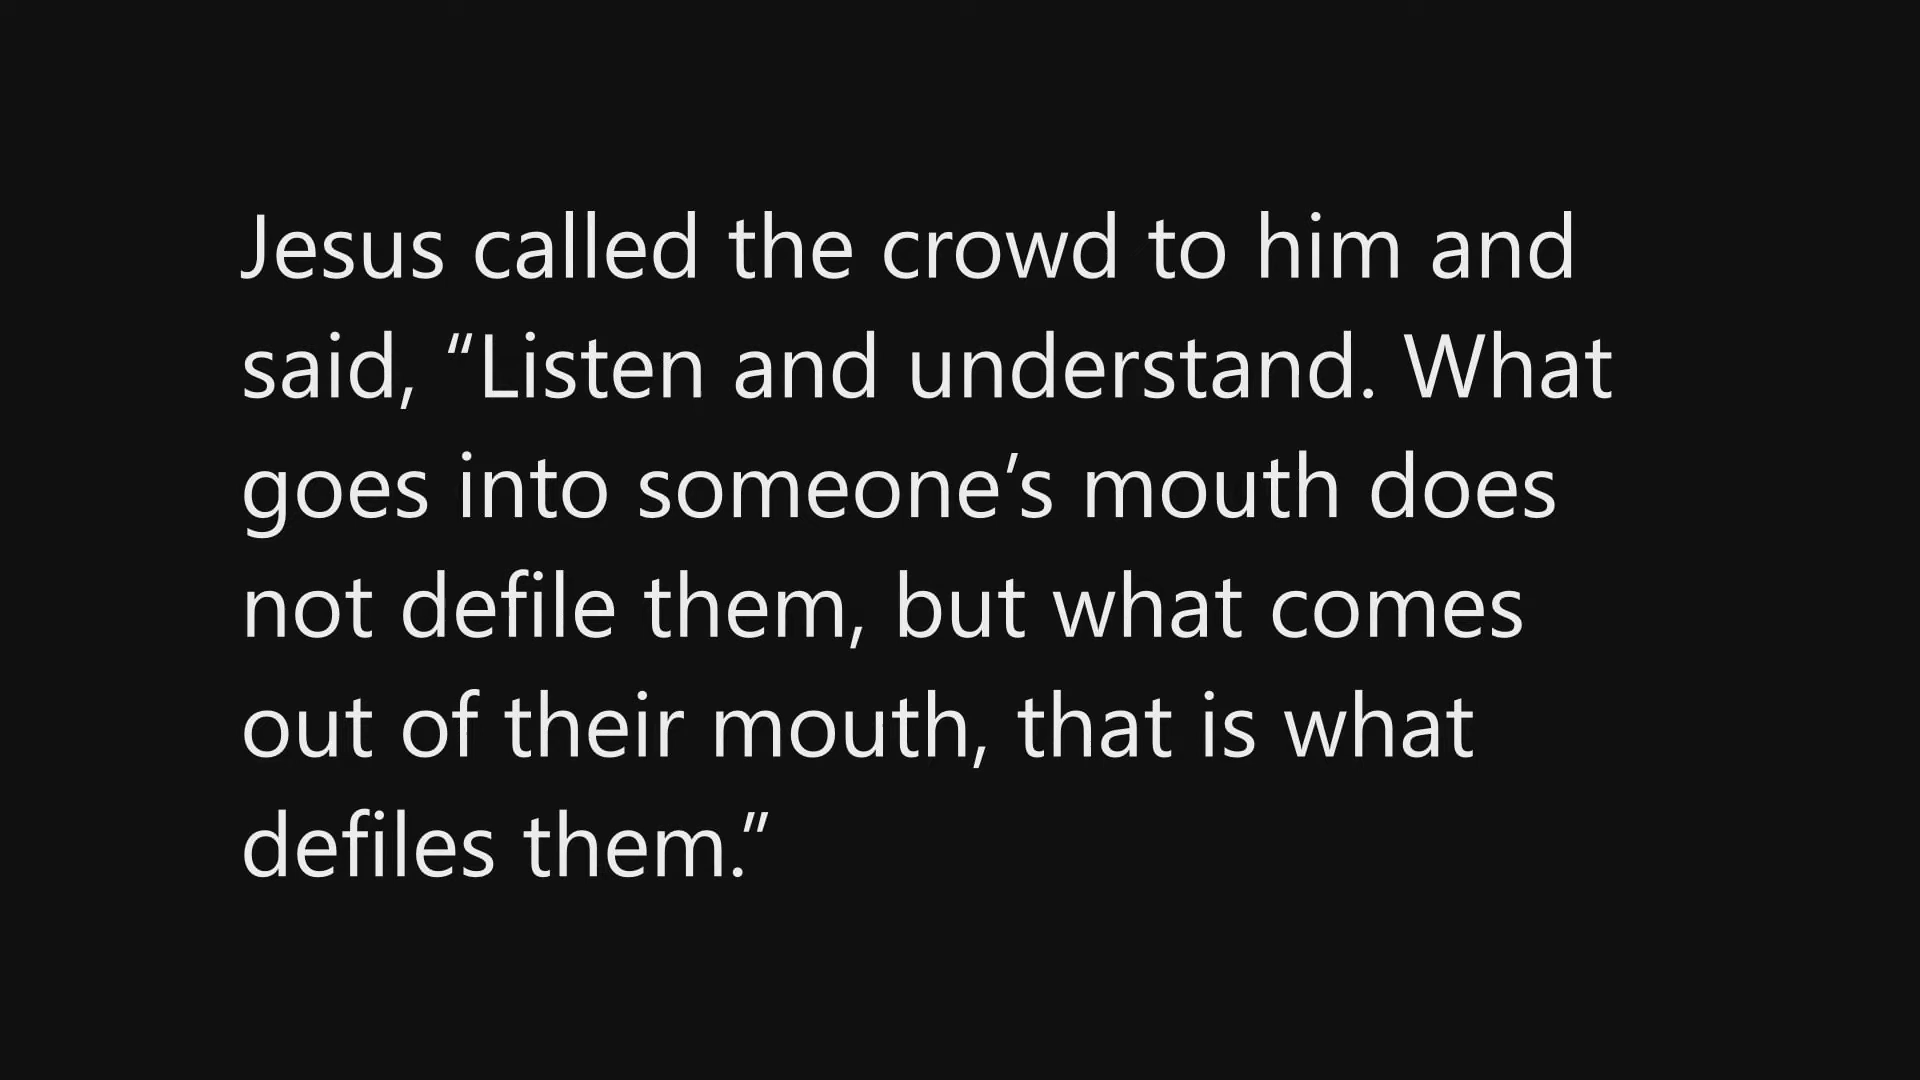 Jesus called the crowd to him and
said, “Listen and understand. What
goes into someone’s mouth does
not defile them, but what comes
out of their mouth, that is what
defiles them.”